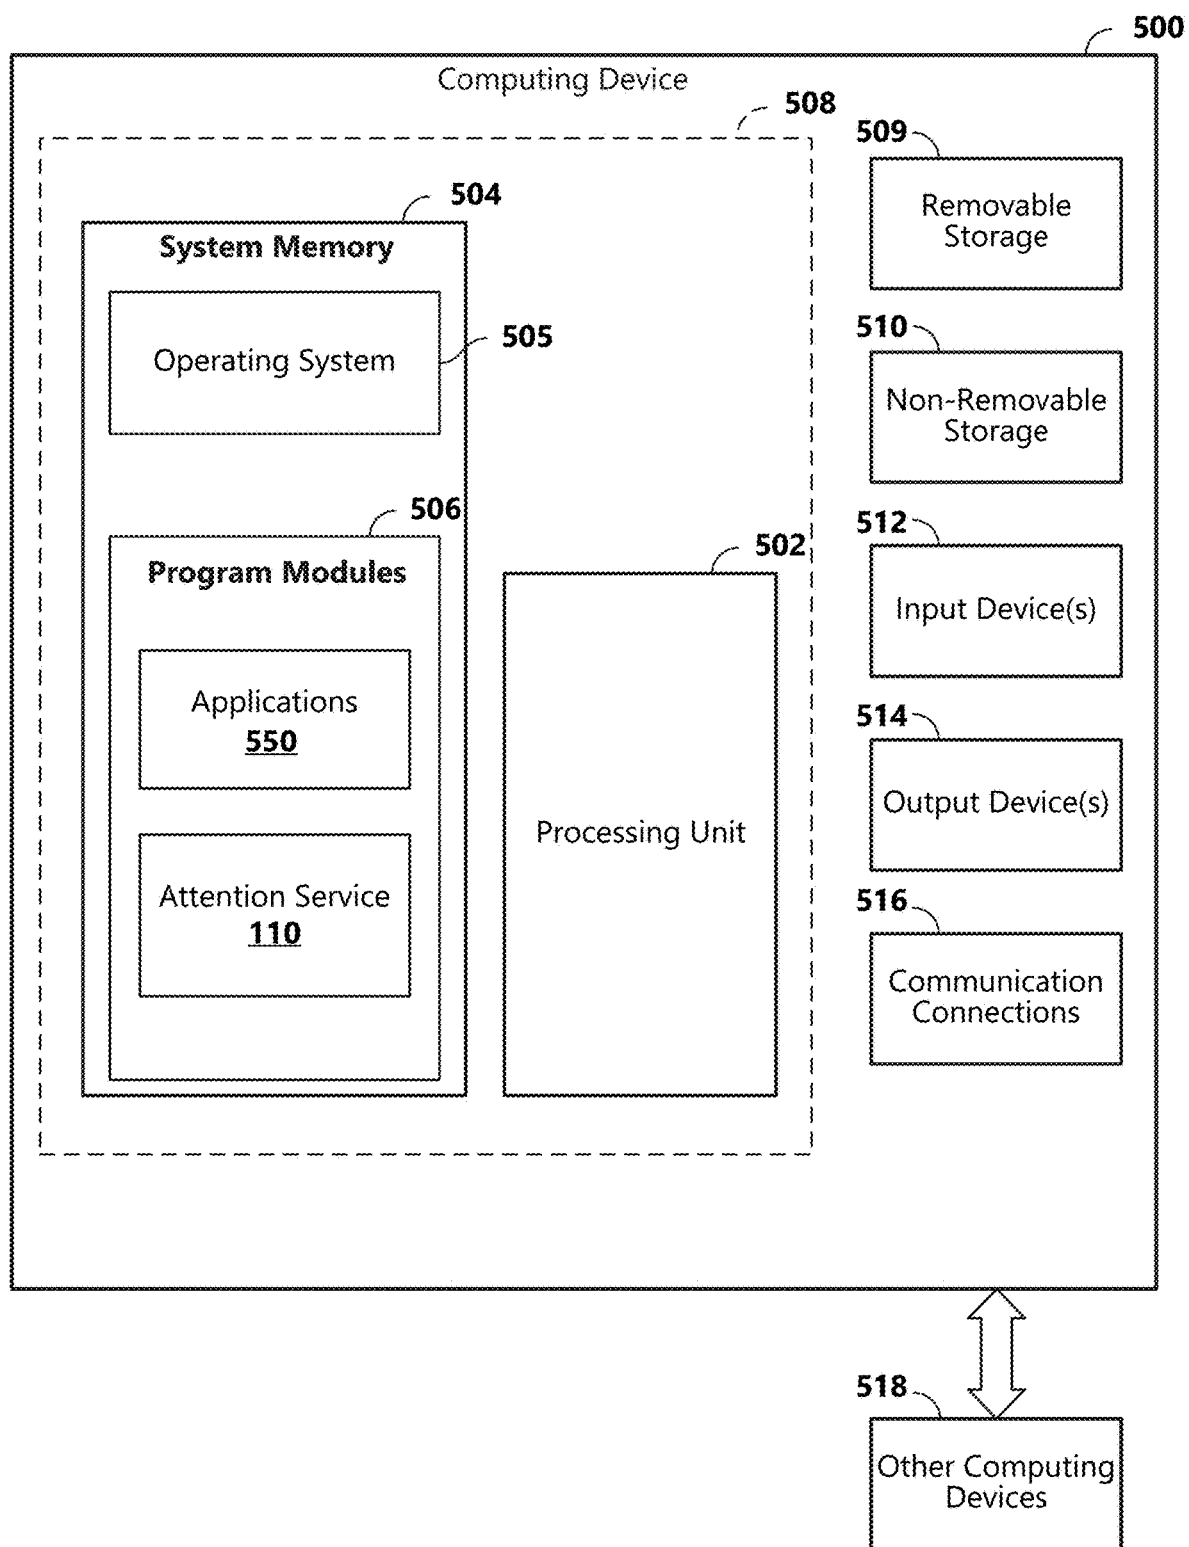 500
Computing Device
508
504
System Memory
Operating System
505
506
Program Modules
Applications
550
Attention Service
110
502
Processing Unit
509
Removable
Storage
510
Non-Removable
Storage
512
Input Device(s)
514
Output Device(s)
516
Communication
Connections
518
Other Computing
Devices